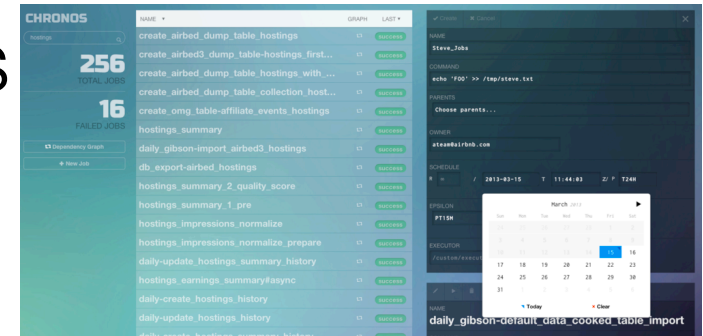 S
CHRONOS
hostings
256
TOTAL JOBS
16
FAILED JOBS
Dependency Graph
+ New Job
NAME ▼ GRAPH LAST ▼
create_airbed_dump_table_hostings success
create_airbed3_dump_table-hostings_first... success
create_airbed_dump_table_hostings_with_... success
create_airbed_dump_table_collection_host... success
create_omg_table-affiliate_events_hostings success
hostings_summary success
daily_gibson-import_airbed3_hostings success
db_export-airbed_hostings success
hostings_summary_2_quality_score success
hostings_summary_1_pre success
hostings_impressions_normalize success
hostings_impressions_normalize_prepare success
daily-update_hostings_summary_history success
hostings_earnings_summary#async success
daily-create_hostings_history success
daily-update_hostings_history success
✓ Create × Cancel
NAME
Steve_Jobs
COMMAND
echo 'FOO' >> /tmp/steve.txt
PARENTS
Choose parents...
OWNER
ateam@airbnb.com
SCHEDULE
R ∞ / 2013-03-15 T 11:44:03 Z/ P T24H
EPSILON
PT15M
EXECUTOR
/custom/execut
March 2013
Sun Mon Tue Wed Thu Fri Sat
15 16
17 18 19 20 21 22 23
24 25 26 27 28 29 30
31
Today × Clear
NAME
daily_gibson-default_data_cooked_table_import